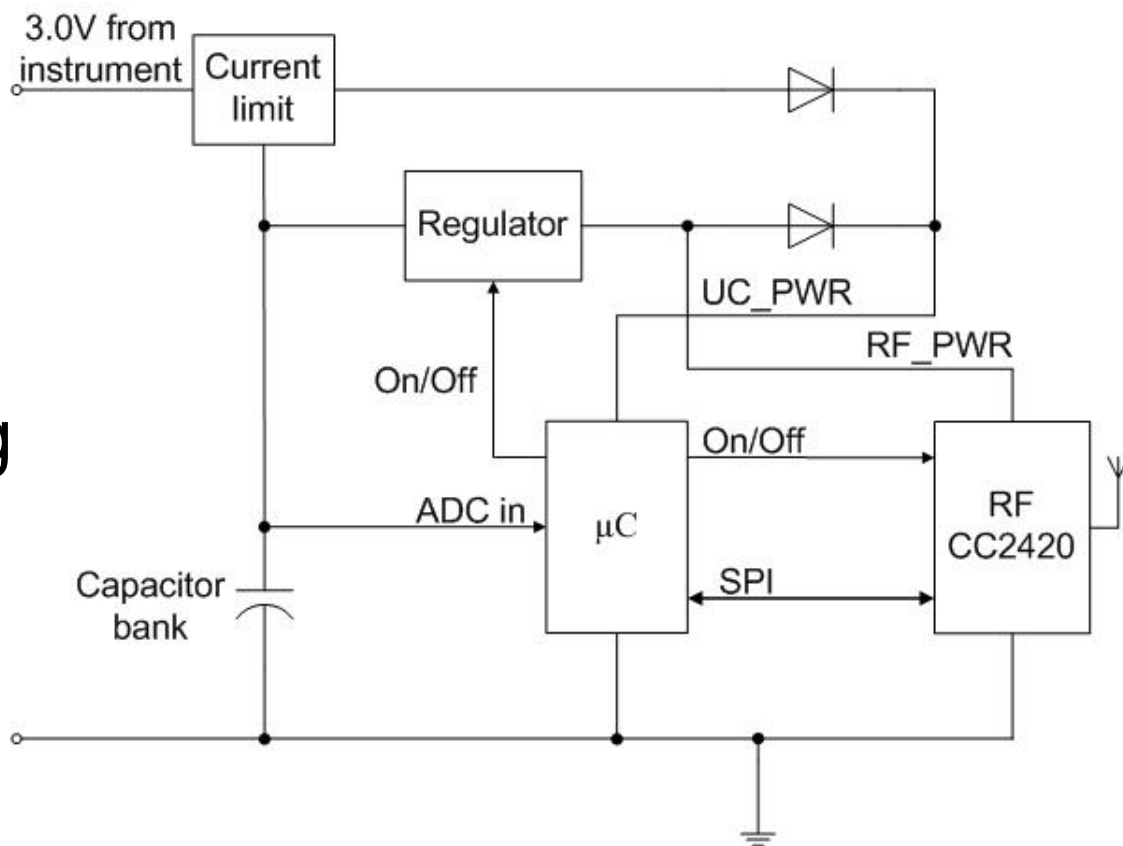 3.0V from
instrument
Current
limit
Regulator
UC_PWR
RF_PWR
On/Off
g
On/Off
ADC in
μC
RF
CC2420
SPI
Capacitor
bank